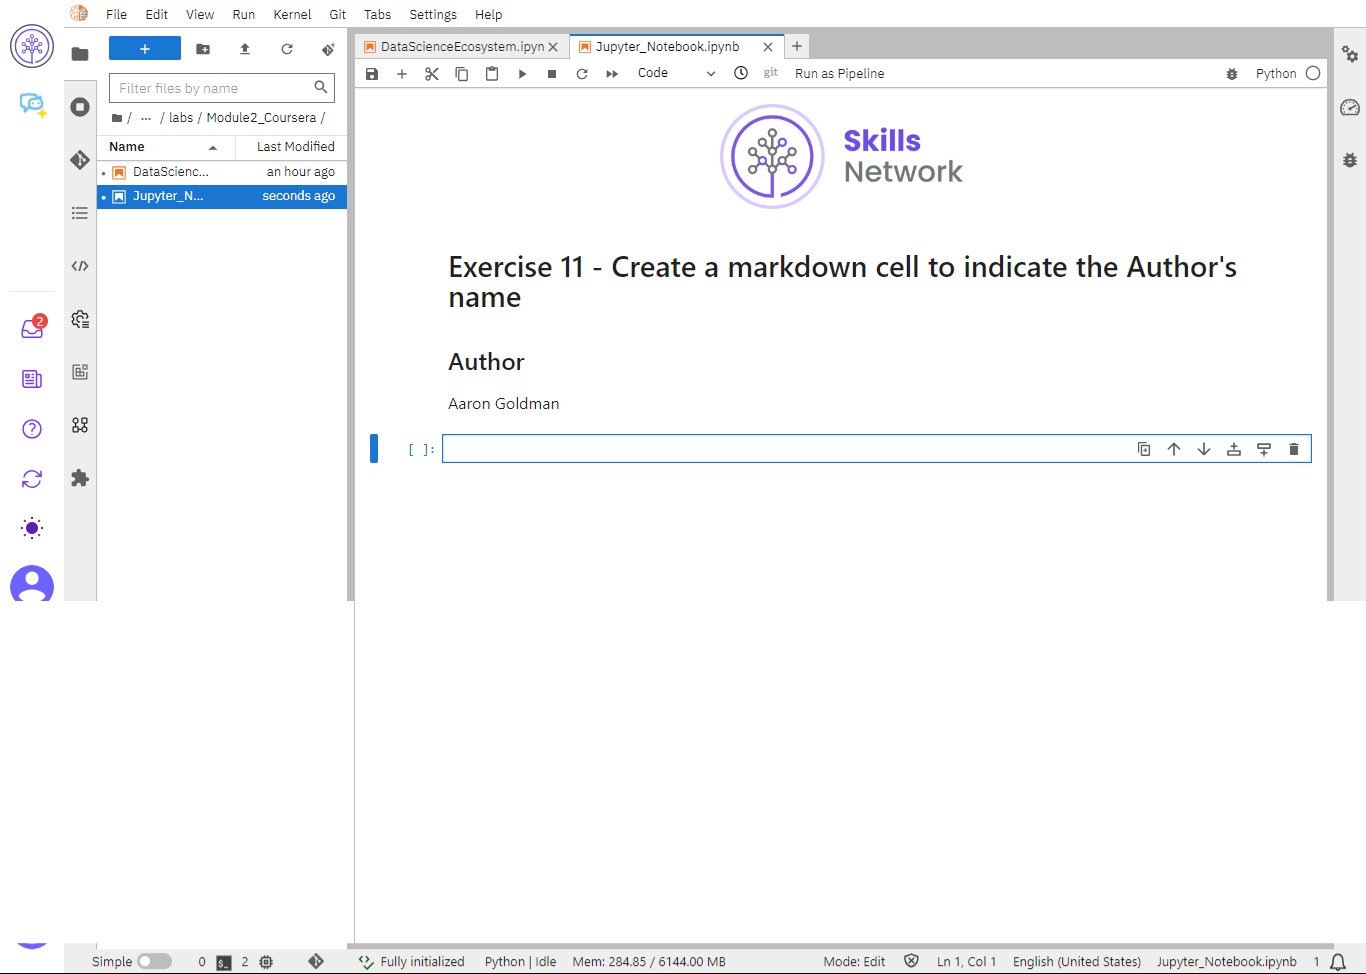 File Edit View Run Kernel Git Tabs Settings Help
+
Filter files by name
/ ... / labs / Module2_Coursera /
Name Last Modified
DataScienc... an hour ago
Jupyter_N... seconds ago
2
DataScienceEcosystem.ipyn
Jupyter_Notebook.ipynb
Code
git
Run as Pipeline
Python
Skills
Network
Exercise 11 - Create a markdown cell to indicate the Author's
name
Author
Aaron Goldman
[ ]:
Simple 0 $_ 2 Fully initialized Python | Idle Mem: 284.85 / 6144.00 MB Mode: Edit Ln 1, Col 1 English (United States) Jupyter_Notebook.ipynb 1